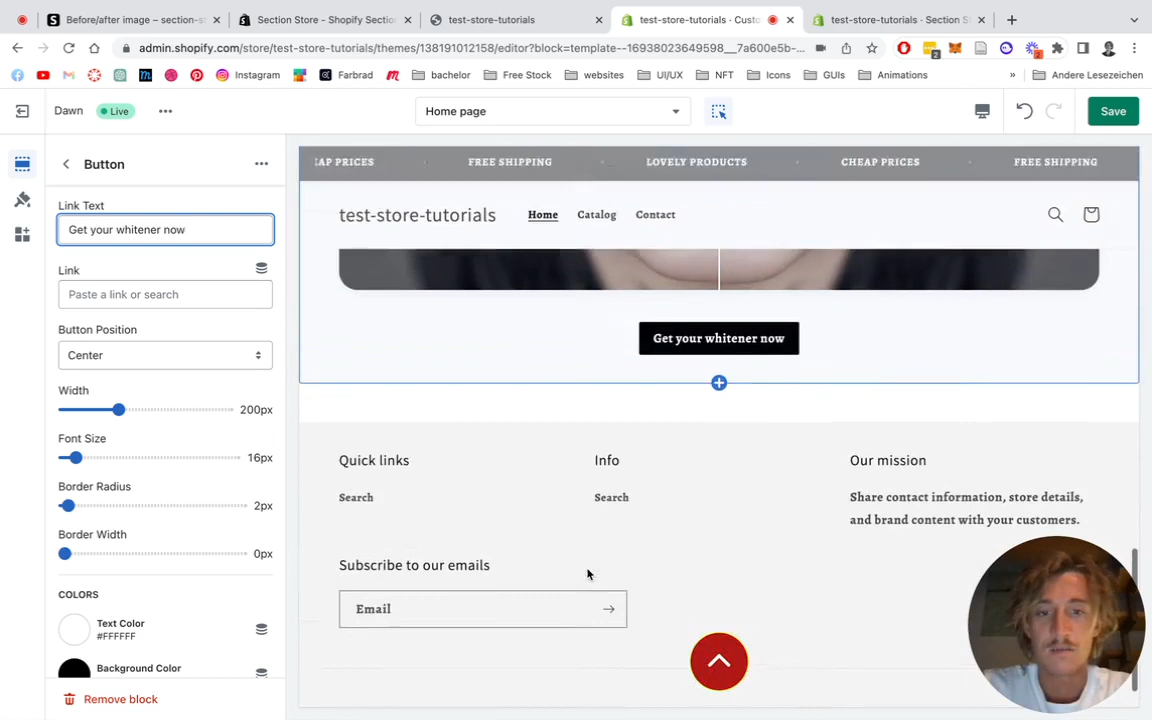 Before/after image – section-s
Section Store - Shopify Section
test-store-tutorials
test-store-tutorials · Custo
test-store-tutorials · Section S
admin.shopify.com/store/test-store-tutorials/themes/138191012158/editor?block=template--16938023649598__7a600e5b-...
Instagram
Farbrad
bachelor
Free Stock
websites
UI/UX
NFT
Icons
GUIs
Animations
»
Andere Lesezeichen
Dawn
Live
Home page
Save
Button
Link Text
Get your whitener now
Link
Paste a link or search
Button Position
Center
Width
200px
Font Size
16px
Border Radius
2px
Border Width
0px
COLORS
Text Color
#FFFFFF
Background Color
Remove block
EAP PRICES · FREE SHIPPING · LOVELY PRODUCTS · CHEAP PRICES · FREE SHIPPING
test-store-tutorials
Home
Catalog
Contact
Get your whitener now
Quick links
Search
Info
Search
Our mission
Share contact information, store details,
and brand content with your customers.
Subscribe to our emails
Email